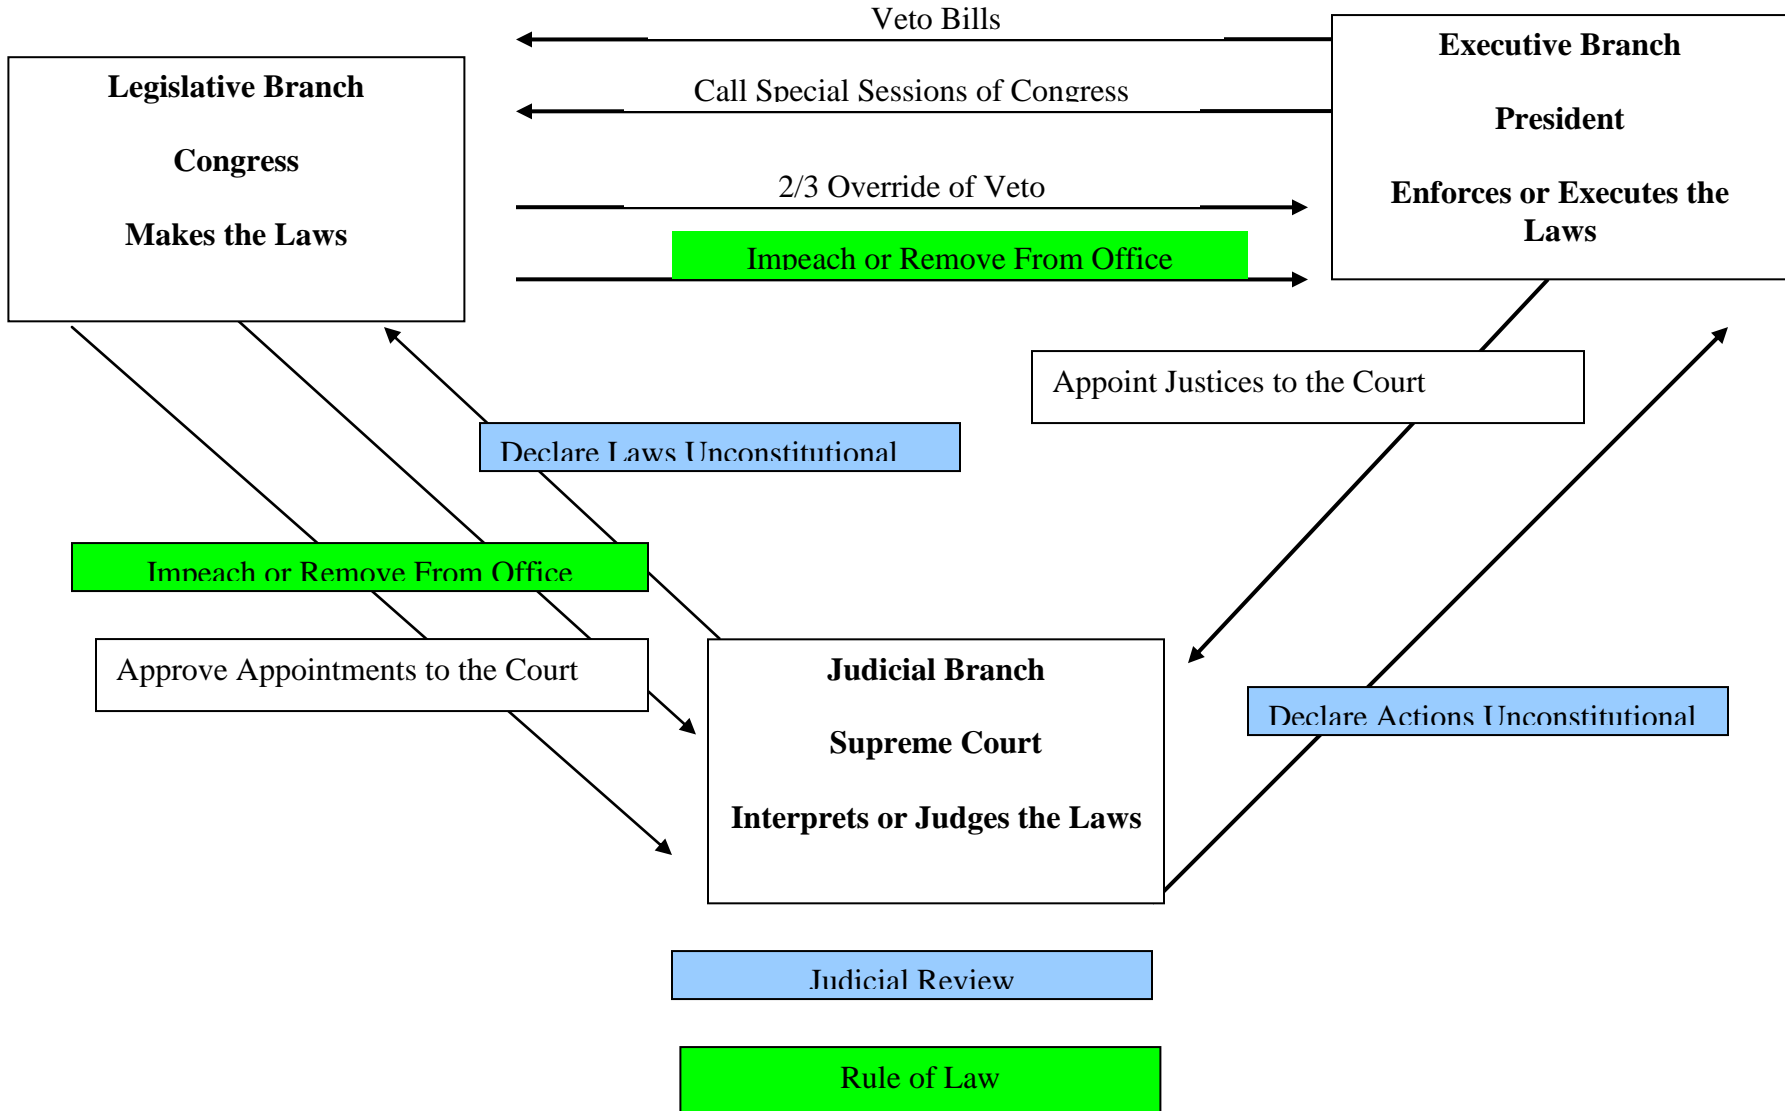 Veto Bills
Executive Branch
Legislative Branch
Call Special Sessions of Congress
President
Congress
2/3 Override of Veto
Enforces or Executes the
Laws
Makes the Laws
Impeach or Remove From Office
Appoint Justices to the Court
Declare Laws Unconstitutional
Impeach or Remove From Office
Approve Appointments to the Court
Judicial Branch
Declare Actions Unconstitutional
Supreme Court
Interprets or Judges the Laws
Judicial Review
Rule of Law